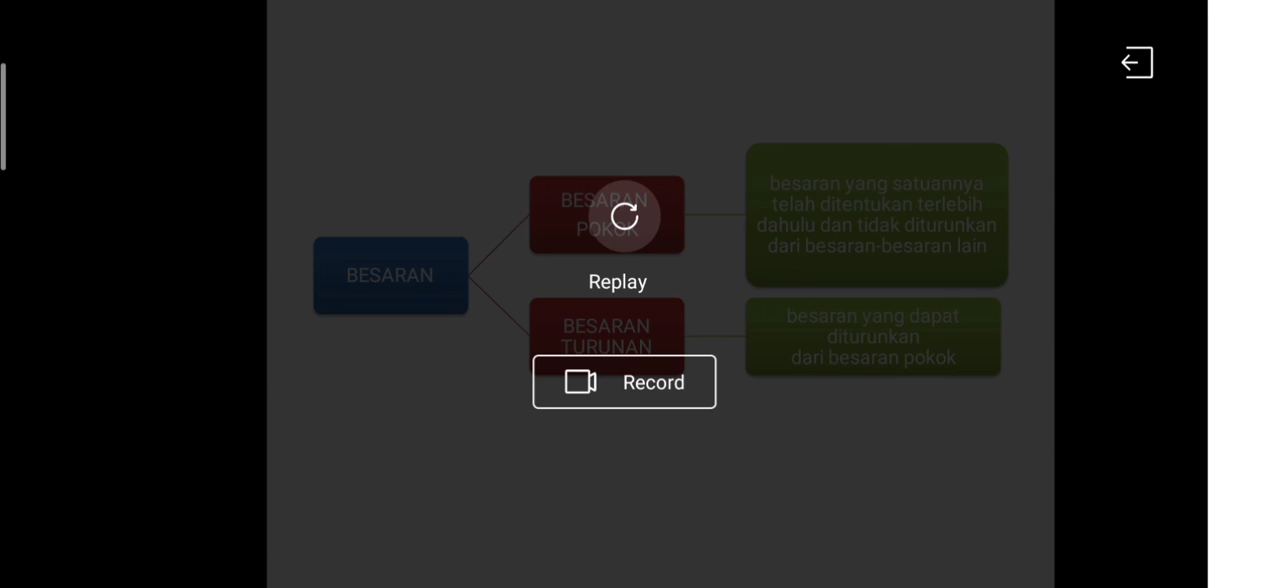 BESARAN
BESARAN
POKOK
besaran yang satuannya
telah ditentukan terlebih
dahulu dan tidak diturunkan
dari besaran-besaran lain
Replay
BESARAN
TURUNAN
besaran yang dapat
diturunkan
dari besaran pokok
Record